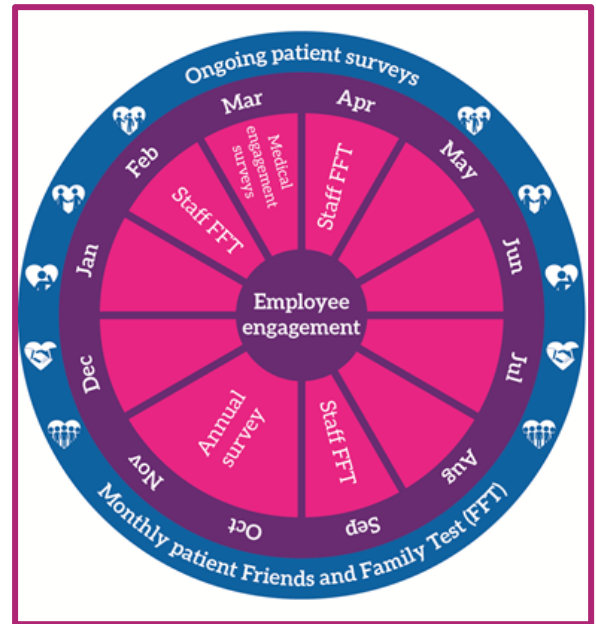 Ongoing patient surveys
Jan
Feb
Mar
Apr
May
Jun
Jul
Aug
Sep
Oct
Nov
Dec
Staff FFT
Medical
engagement
surveys
Staff FFT
Staff FFT
Annual
survey
Employee
engagement
Monthly patient Friends and Family Test (FFT)